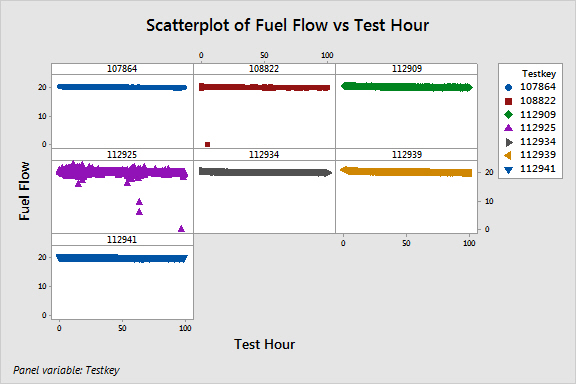 Scatterplot of Fuel Flow vs Test Hour
0 50 100
107864 108822 112909
20
10
0
112925 112934 112939
20
10
0
112941
20
10
0
0 50 100
0 50 100
Fuel Flow
Test Hour
Testkey
107864
108822
112909
112925
112934
112939
112941
Panel variable: Testkey